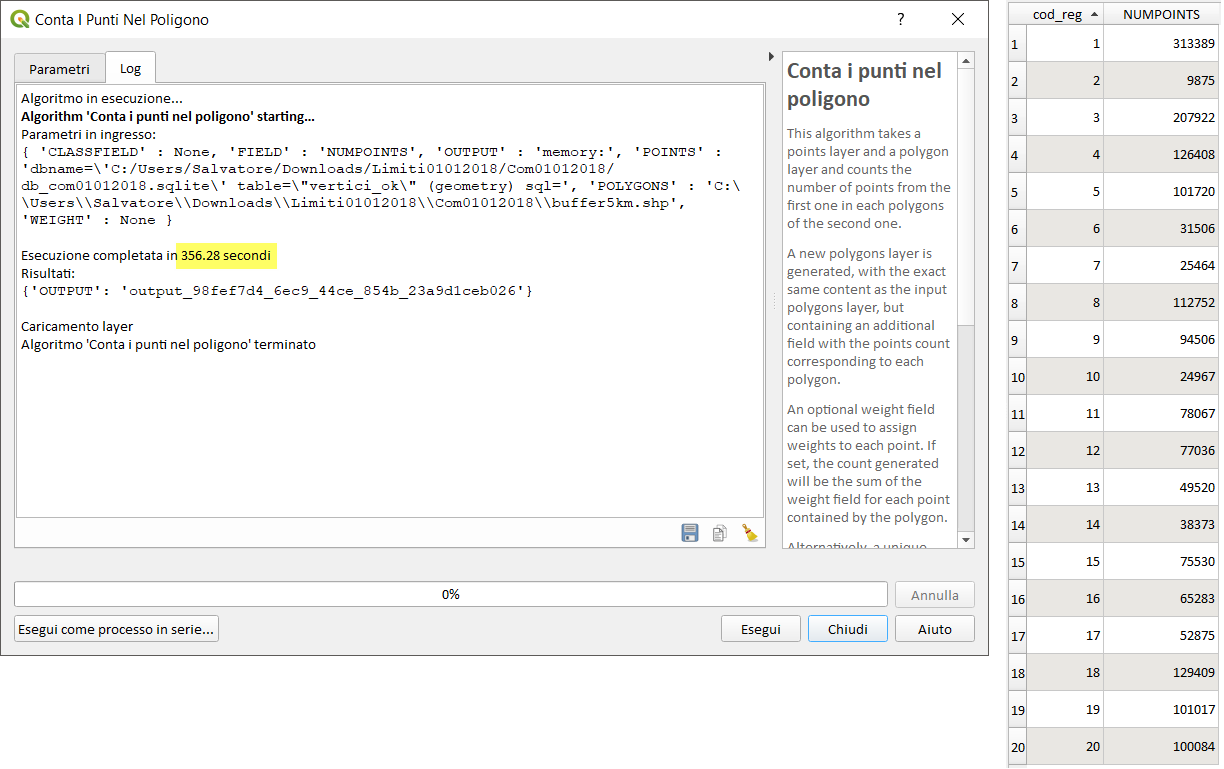 Conta I Punti Nel Poligono
?
Parametri
Log
Algoritmo in esecuzione...
Algorithm 'Conta i punti nel poligono' starting...
Parametri in ingresso:
{ 'CLASSFIELD' : None, 'FIELD' : 'NUMPOINTS', 'OUTPUT' : 'memory:', 'POINTS' :
'dbname=\'C:/Users/Salvatore/Downloads/Limiti01012018/Com01012018/
db_com01012018.sqlite\' table=\"vertici_ok\" (geometry) sql=', 'POLYGONS' : 'C:\
\Users\\Salvatore\\Downloads\\Limiti01012018\\Com01012018\\buffer5km.shp',
'WEIGHT' : None }
Esecuzione completata in 356.28 secondi
Risultati:
{'OUTPUT': 'output_98fef7d4_6ec9_44ce_854b_23a9d1ceb026'}
Caricamento layer
Algoritmo 'Conta i punti nel poligono' terminato
Conta i punti nel
poligono
This algorithm takes a
points layer and a polygon
layer and counts the
number of points from the
first one in each polygons
of the second one.
A new polygons layer is
generated, with the exact
same content as the input
polygons layer, but
containing an additional
field with the points count
corresponding to each
polygon.
An optional weight field
can be used to assign
weights to each point. If
set, the count generated
will be the sum of the
weight field for each point
contained by the polygon.
Alternatively, a unique
0%
Annulla
Esegui come processo in serie...
Esegui
Chiudi
Aiuto
cod_reg NUMPOINTS
1 1 313389
2 2 9875
3 3 207922
4 4 126408
5 5 101720
6 6 31506
7 7 25464
8 8 112752
9 9 94506
10 10 24967
11 11 78067
12 12 77036
13 13 49520
14 14 38373
15 15 75530
16 16 65283
17 17 52875
18 18 129409
19 19 101017
20 20 100084